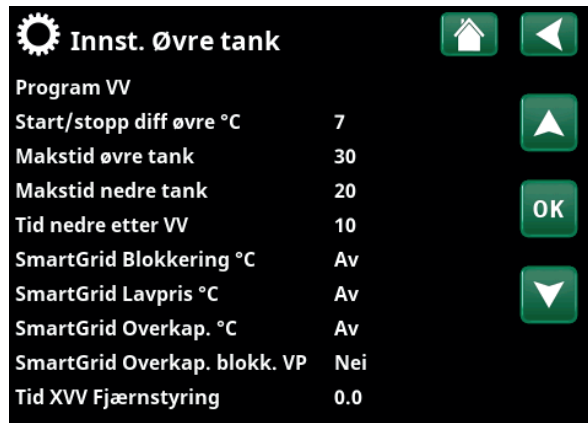 Innst. Øvre tank
Program VV
Start/stopp diff øvre °C 7
Makstid øvre tank 30
Makstid nedre tank 20
Tid nedre etter VV 10
OK
SmartGrid Blokkering °C Av
SmartGrid Lavpris °C Av
SmartGrid Overkap. °C Av
SmartGrid Overkap. blokk. VP Nei
Tid XVV Fjærnstyring 0.0